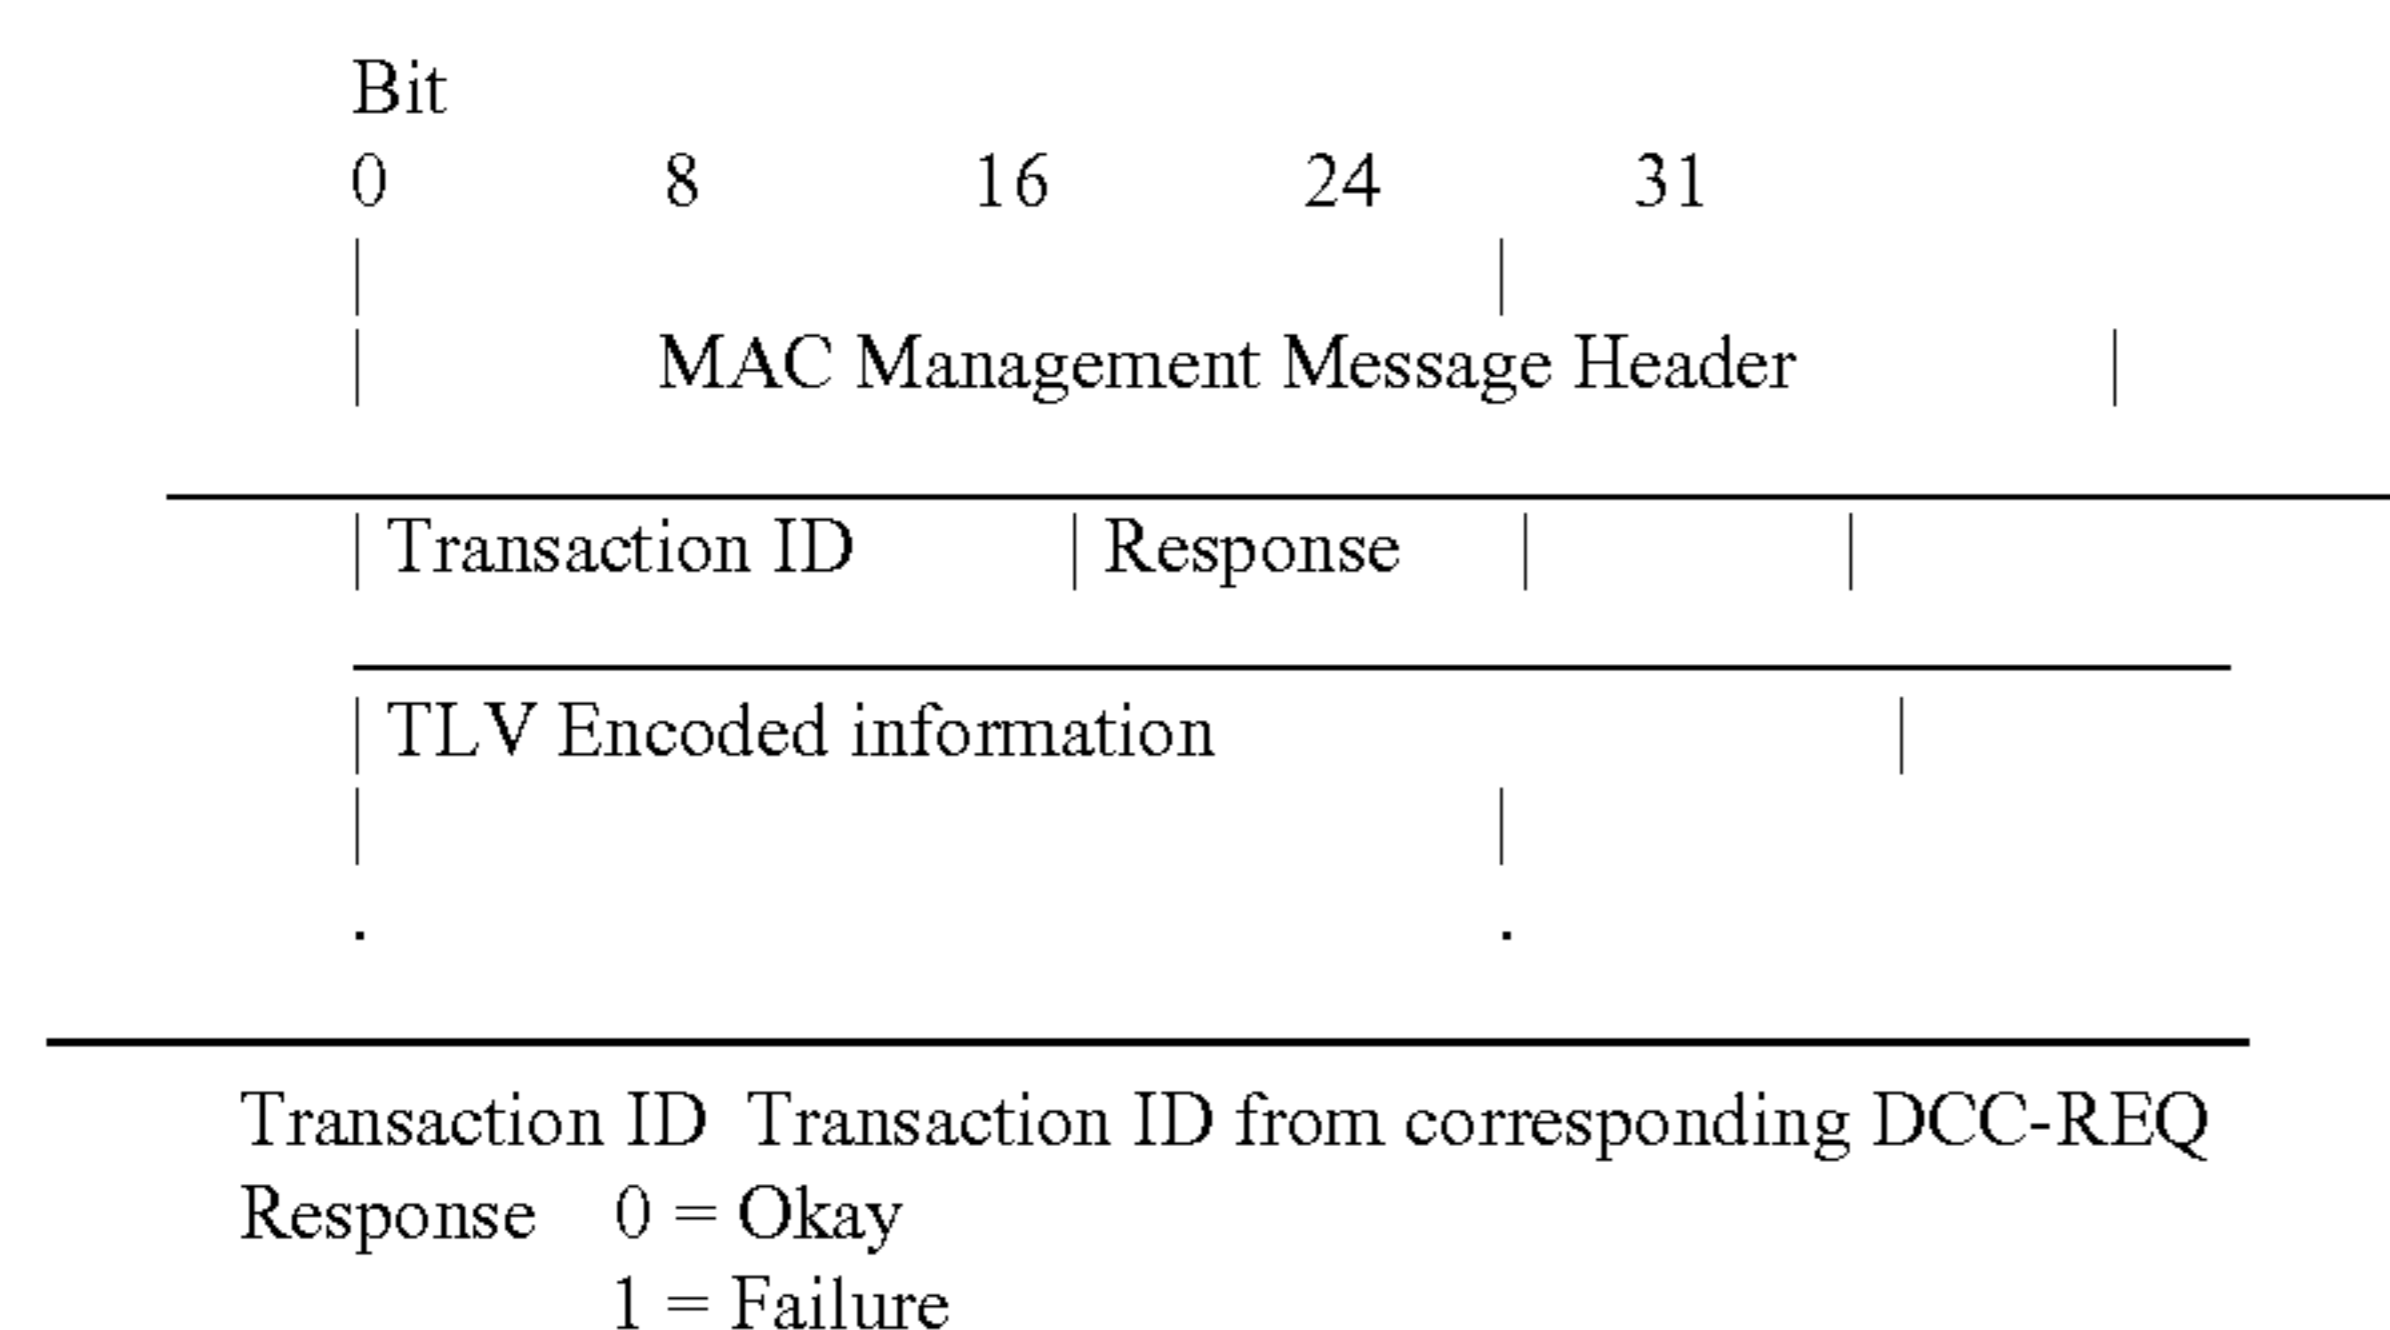 Bit
0 8 16 24 31
| |
| MAC Management Message Header |
| Transaction ID | Response | |
| TLV Encoded information |
| |
. .
Transaction ID Transaction ID from corresponding DCC-REQ
Response 0 = Okay
1 = Failure